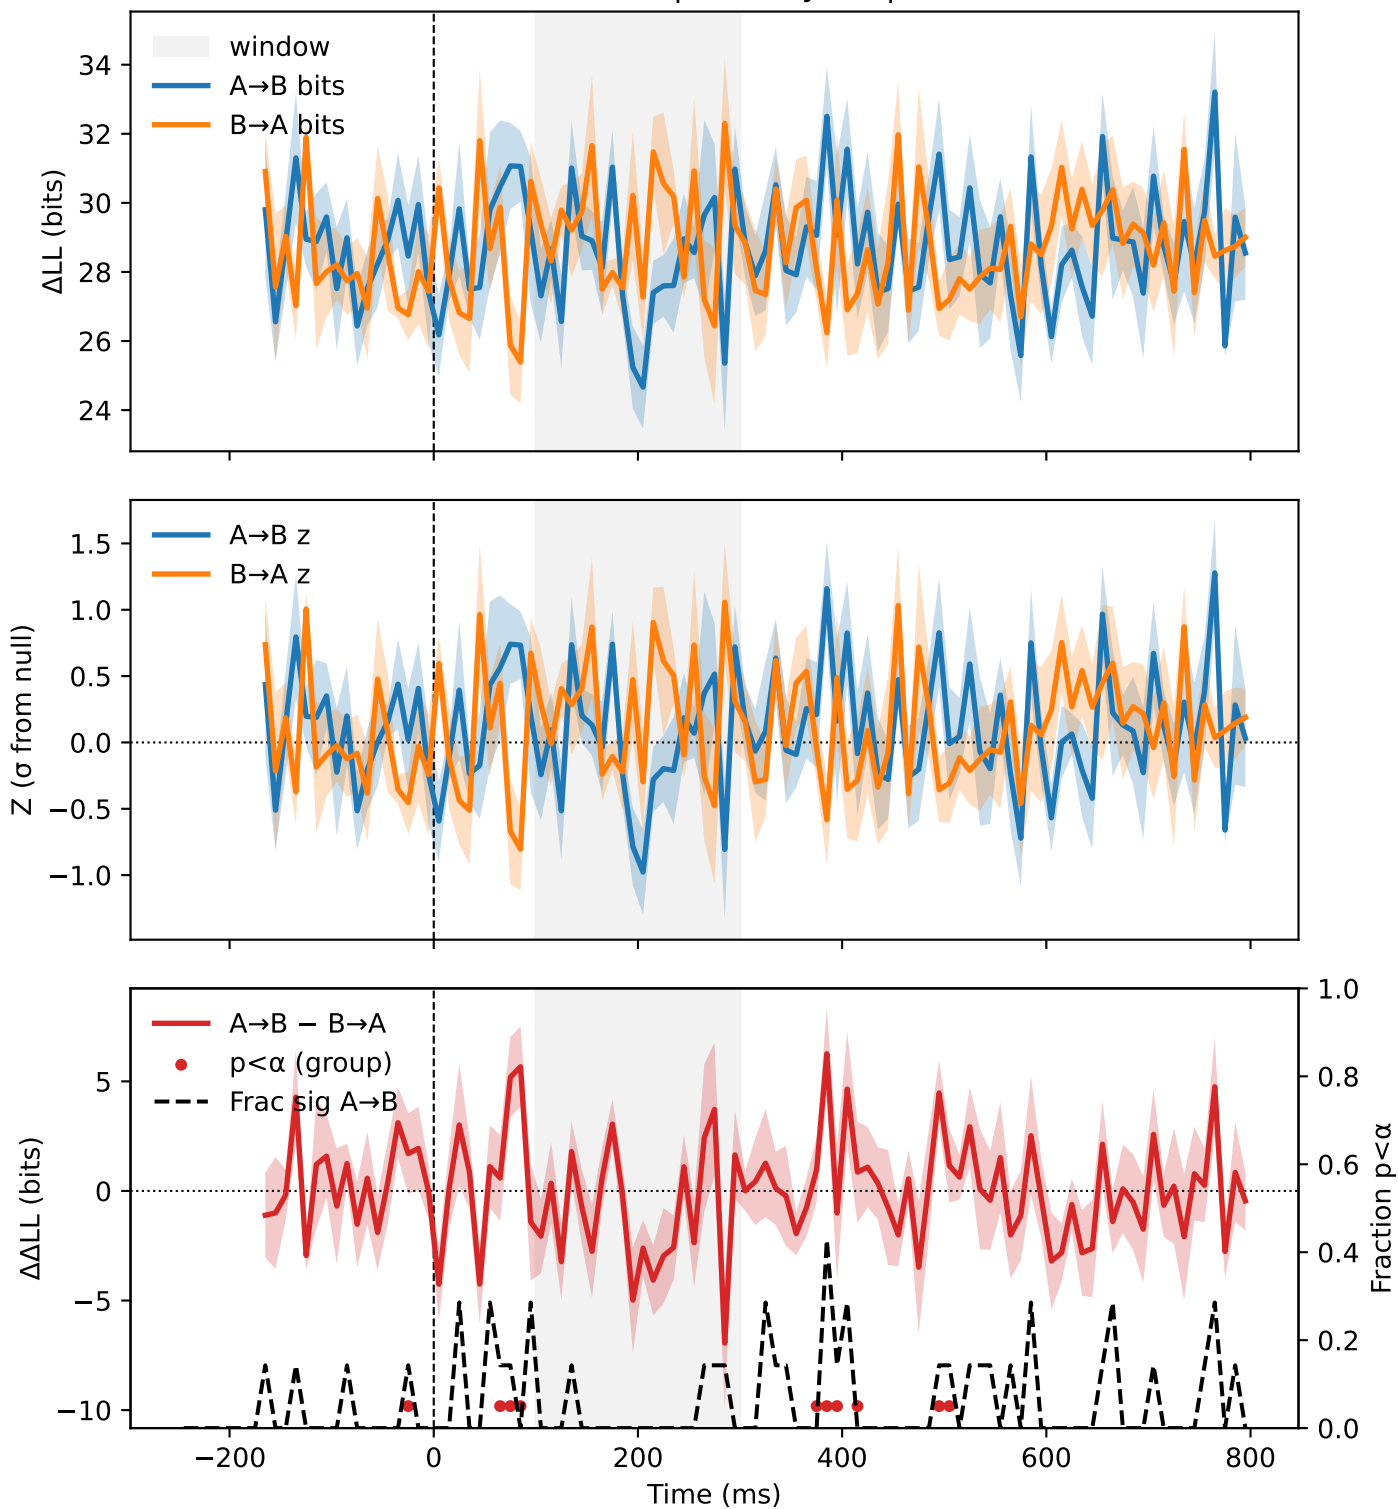 window
A→B bits
B→A bits
ΔLL (bits)
34
32
30
28
26
24
A→B z
B→A z
Z (σ from null)
1.5
1.0
0.5
0.0
−0.5
−1.0
A→B − B→A
p<α (group)
Frac sig A→B
ΔΔLL (bits)
5
0
−5
−10
1.0
0.8
0.6
0.4
0.2
0.0
Fraction p<α
−200 0 200 400 600 800
Time (ms)